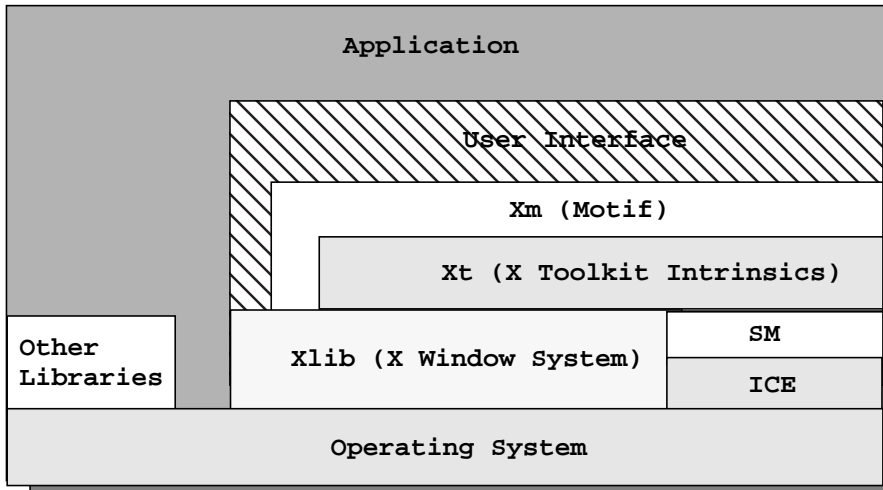 Application
User Interface
Xm (Motif)
Xt (X Toolkit Intrinsics)
Other
Libraries
Xlib (X Window System)
SM
ICE
Operating System